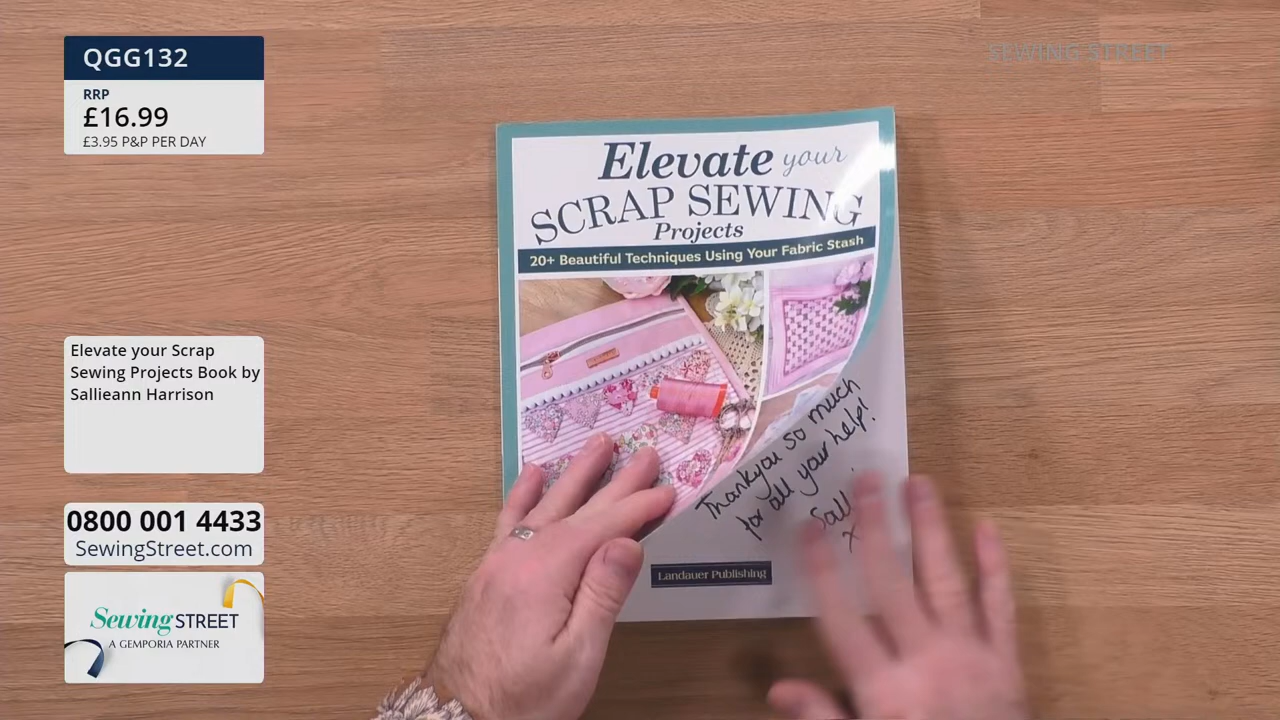 QGG132
RRP
£16.99
£3.95 P&P PER DAY
SEWING STREET
Elevate your
SCRAP SEWING
Projects
20+ Beautiful Techniques Using Your Fabric Stash
Elevate your Scrap
Sewing Projects Book by
Sallieann Harrison
Thankyou so much
for all your help!
x
Landauer Publishing
0800 001 4433
SewingStreet.com
Sewing STREET
A GEMPORIA PARTNER